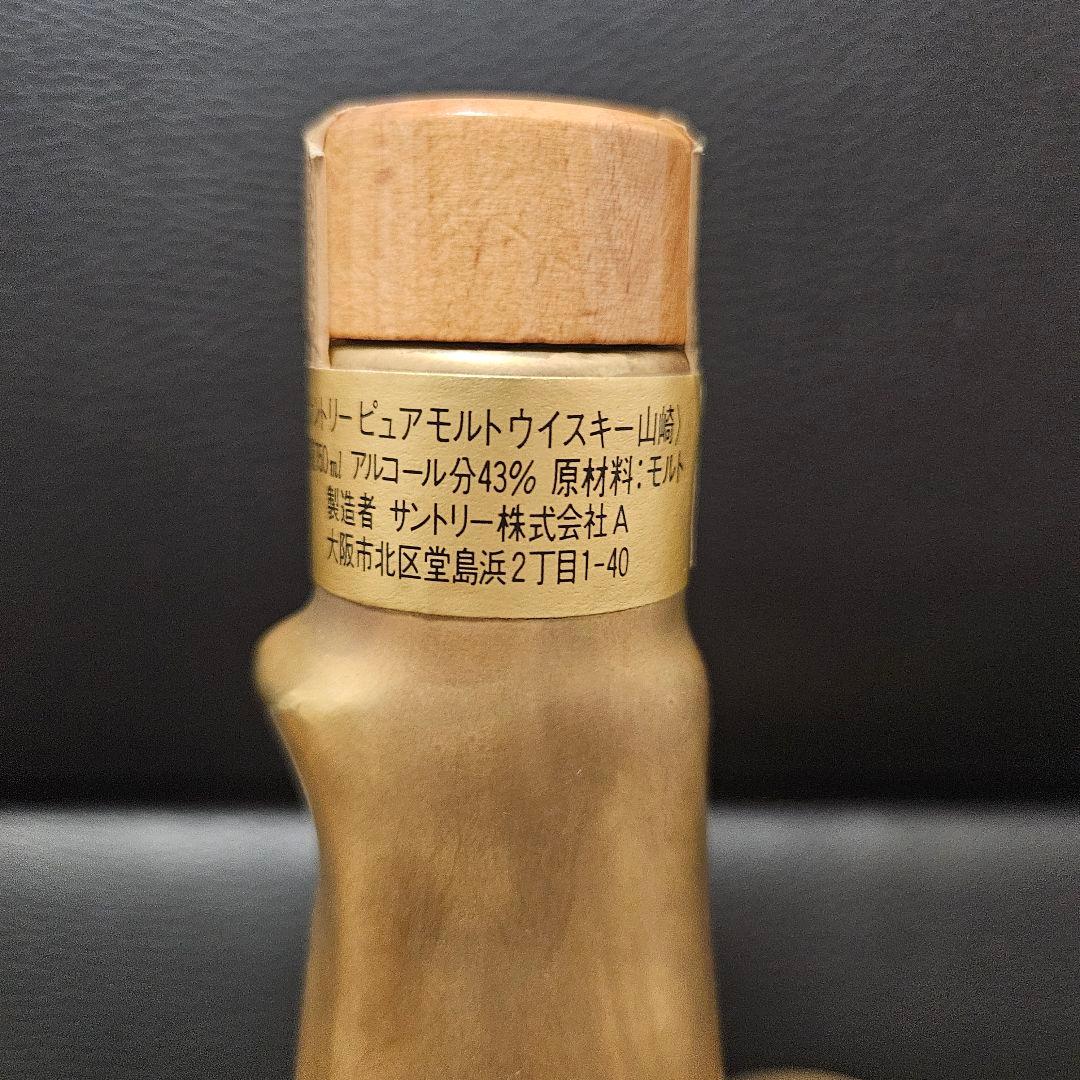 ントリーピュアモルトウイスキー山崎〉
760ml アルコール分43% 原材料:モルト
製造者 サントリー株式会社A
大阪市北区堂島浜2丁目1-40